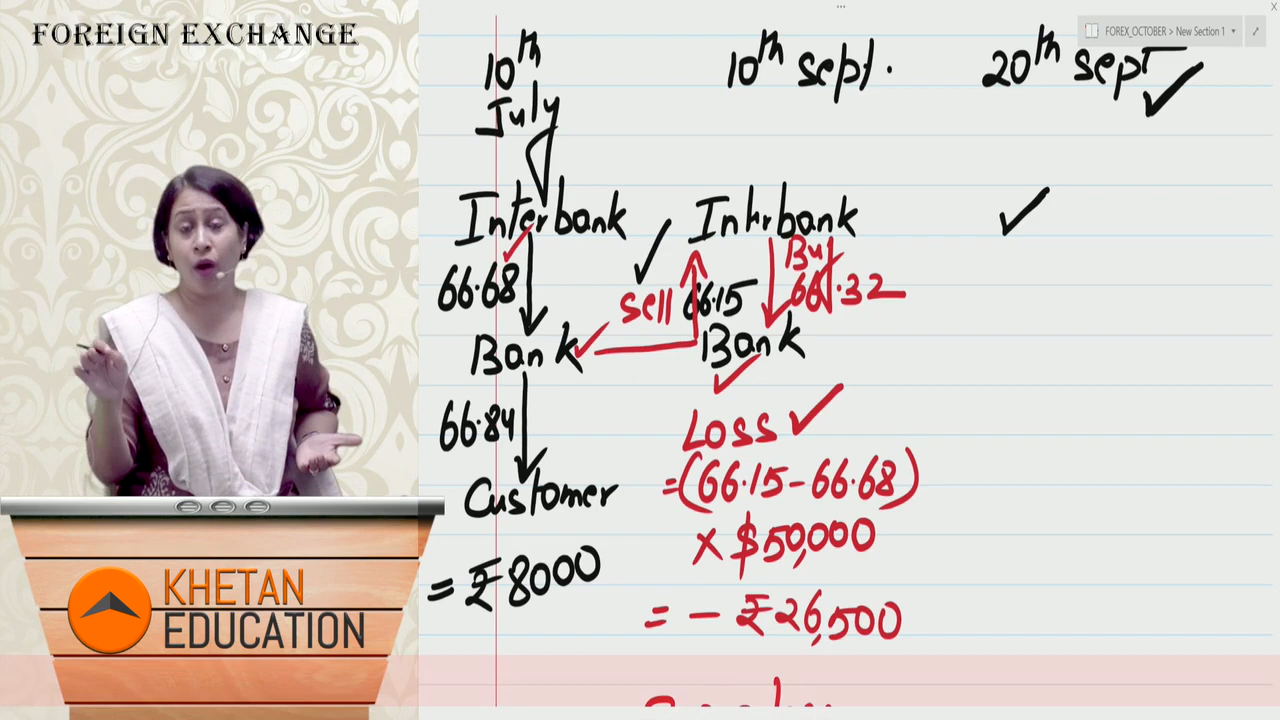 FOREIGN EXCHANGE
FOREX_OCTOBER > New Section 1
10th July
10th Sept.
20th Sept
Interbank
66.68
Bank
66.84
Customer
= ₹8000
Interbank
Sell
66.15
Buy
66.32
Bank
Loss
=(66.15-66.68)
x $50,000
= - ₹26,500
KHETAN
EDUCATION